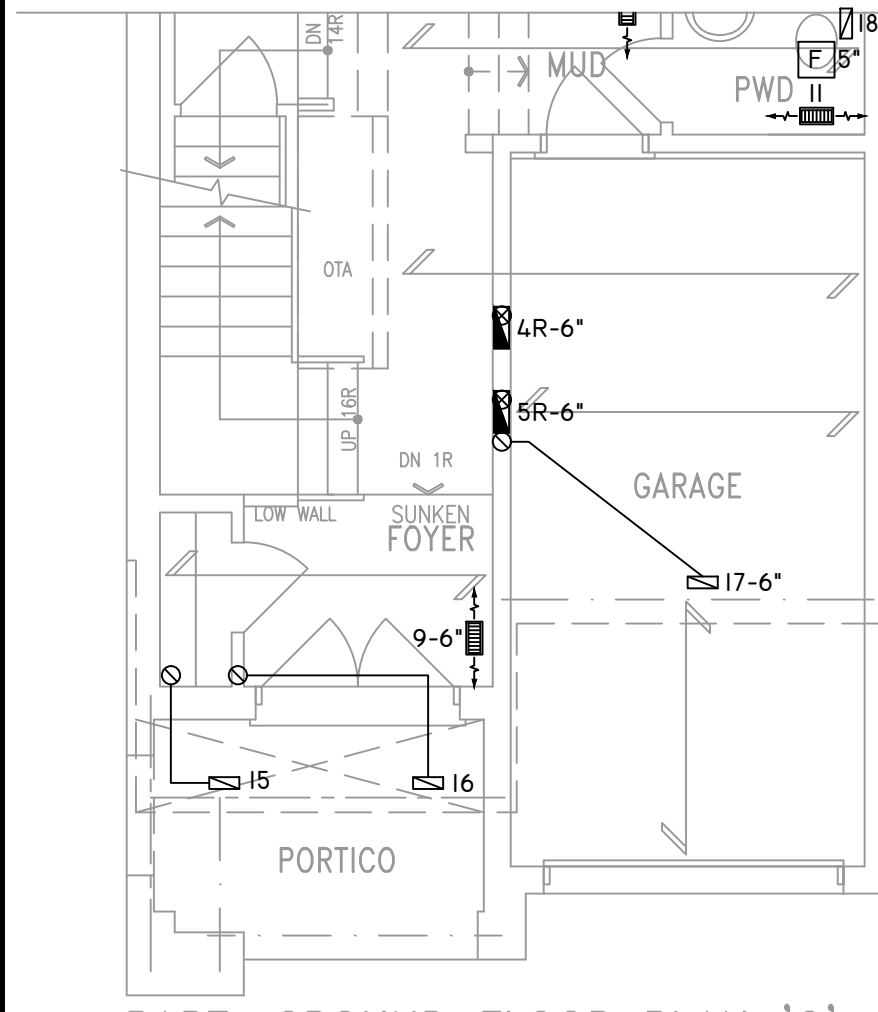 DN
14R
18
MUD
F
5"
PWD
11
OTA
4R-6"
5R-6"
UP 16R
DN 1R
GARAGE
LOW WALL
SUNKEN
FOYER
17-6"
9-6"
15
16
PORTICO